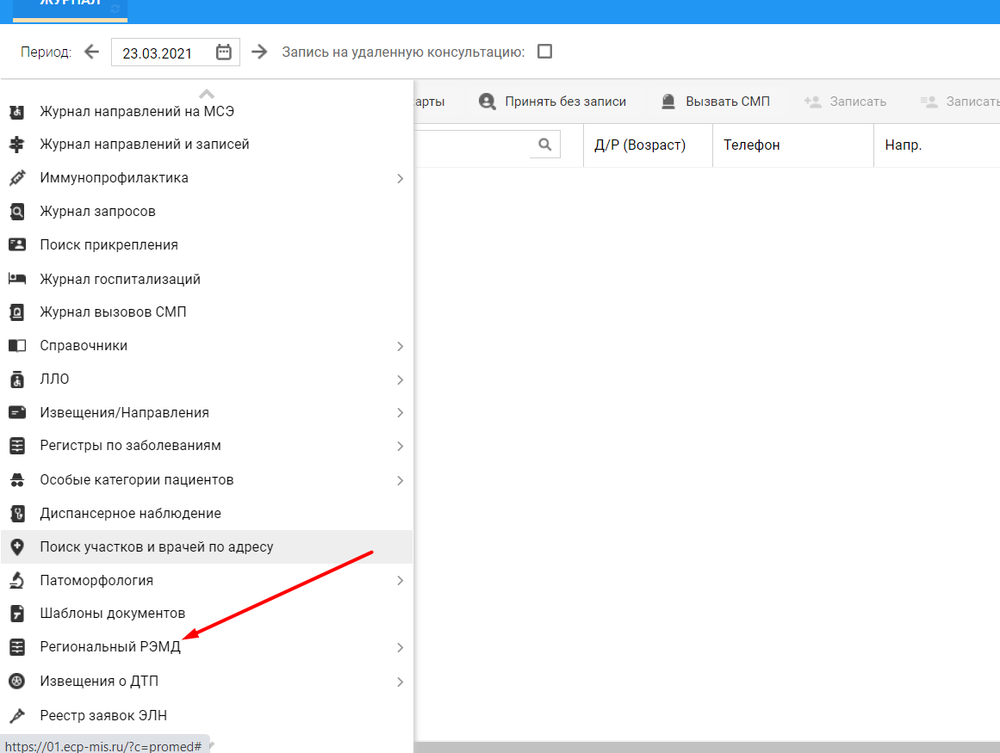 ЖУРНАЛ
Период: 23.03.2021 Запись на удаленную консультацию:
арты Принять без записи Вызвать СМП Записать Записать
Д/Р (Возраст) Телефон Напр.
Журнал направлений на МСЭ
Журнал направлений и записей
Иммунопрофилактика
Журнал запросов
Поиск прикрепления
Журнал госпитализаций
Журнал вызовов СМП
Справочники
ЛЛО
Извещения/Направления
Регистры по заболеваниям
Особые категории пациентов
Диспансерное наблюдение
Поиск участков и врачей по адресу
Патоморфология
Шаблоны документов
Региональный РЭМД
Извещения о ДТП
Реестр заявок ЭЛН
https://01.ecp-mis.ru/?c=promed#